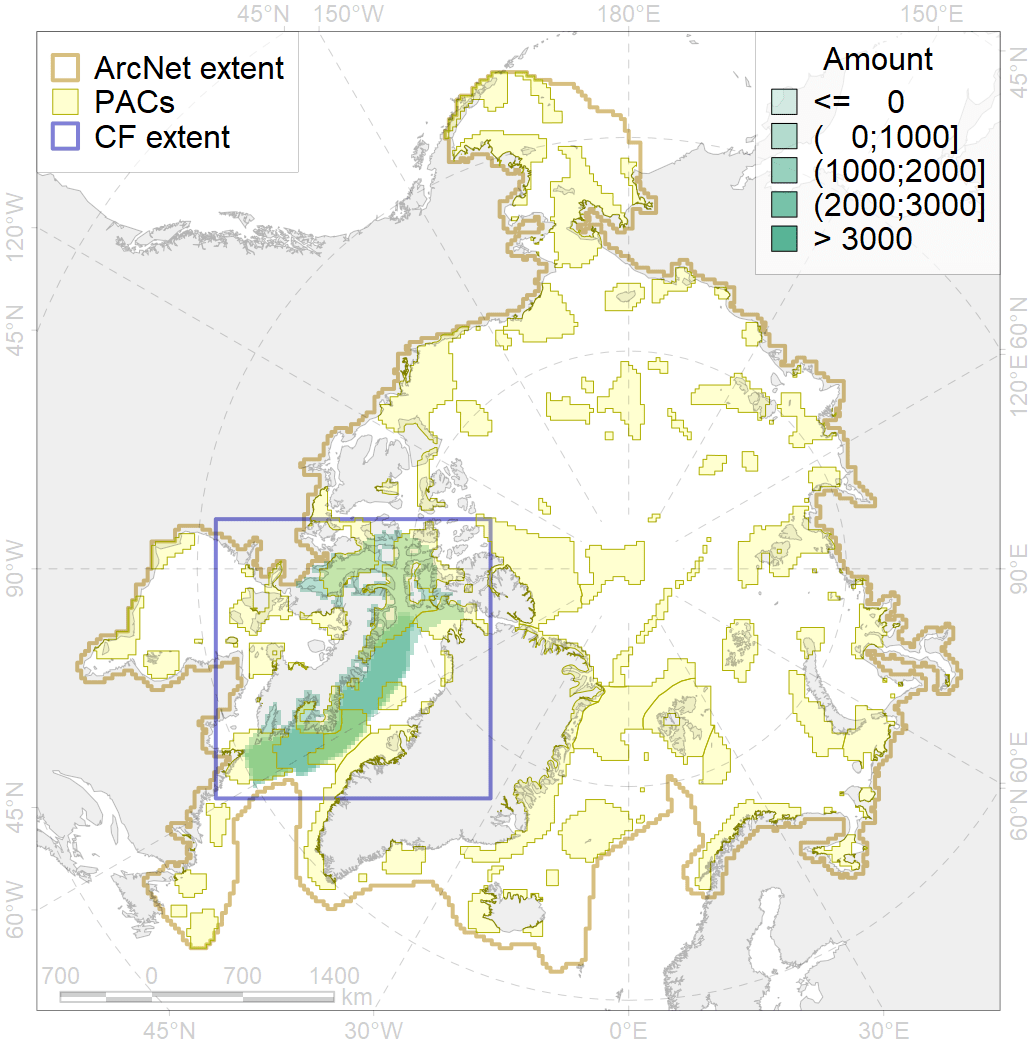 45°N 150°W 180°E 150°E
ArcNet extent
PACs
CF extent
Amount
<= 0
( 0;1000]
(1000;2000]
(2000;3000]
> 3000
45°N
120°W
45°N
60°N
120°E
90°W
90°E
45°N
60°E
60°N
60°W
700 0 700 1400
km
45°N 30°W 0°E 30°E